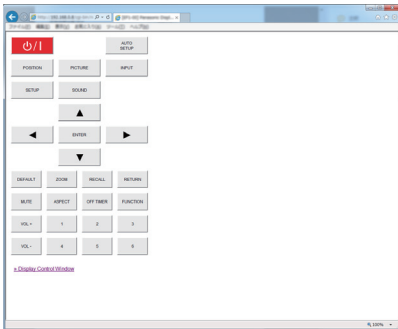 AUTO
SETUP
POSITION PICTURE INPUT
SETUP SOUND
ENTER
DEFAULT ZOOM RECALL RETURN
MUTE ASPECT OFF TIMER FUNCTION
VOL + 1 2 3
VOL - 4 5 6
» Display Control Window
100%